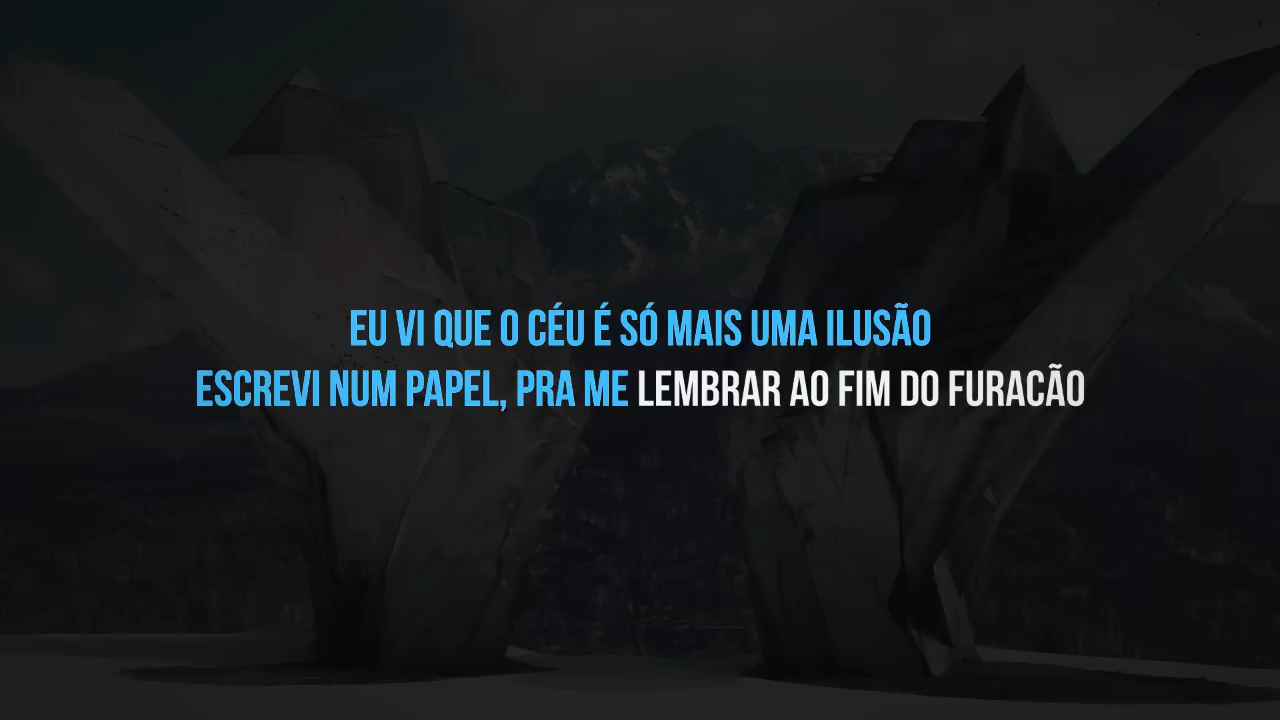 EU VI QUE O CÉU É SÓ MAIS UMA ILUSÃO
ESCREVI NUM PAPEL, PRA ME LEMBRAR AO FIM DO FURACÃO